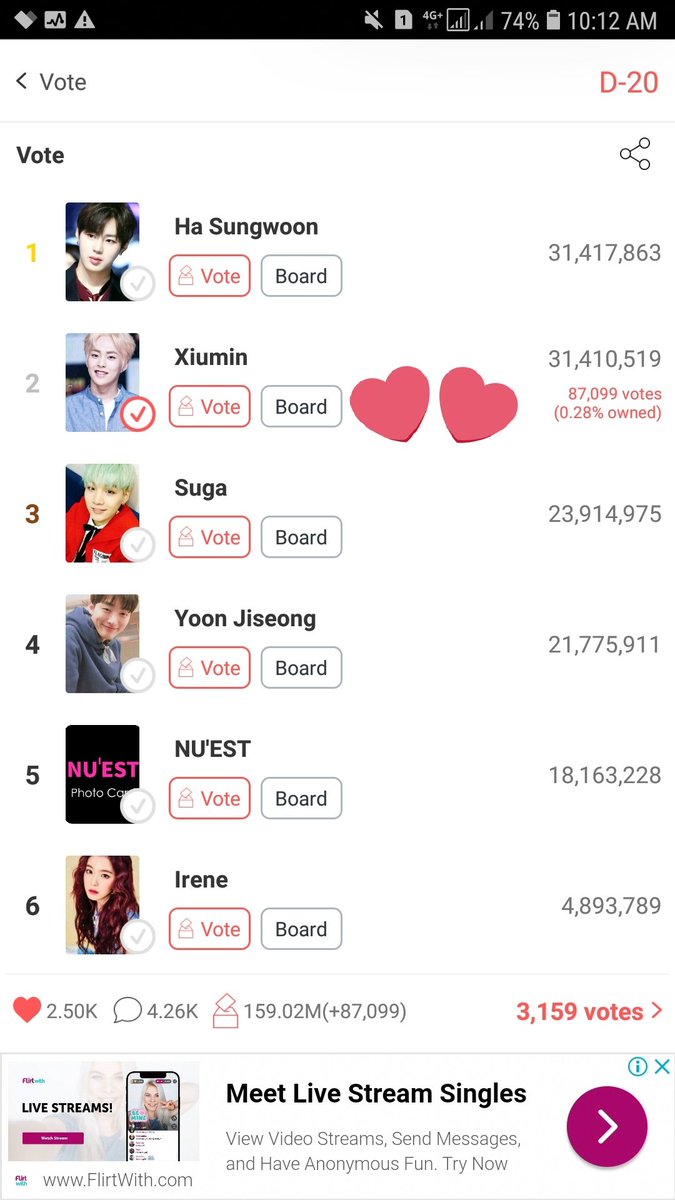 1 4G+ 74% 10:12 AM
Vote D-20
Vote
1 Ha Sungwoon 31,417,863
Vote Board
2 Xiumin 31,410,519
Vote Board 87,099 votes
(0.28% owned)
3 Suga 23,914,975
Vote Board
4 Yoon Jiseong 21,775,911
Vote Board
5 NU'EST 18,163,228
NU'EST
Photo Car
Vote Board
6 Irene 4,893,789
Vote Board
2.50K 4.26K 159.02M(+87,099) 3,159 votes
Flirtwith
LIVE STREAMS!
Watch Stream
Meet Live Stream Singles
View Video Streams, Send Messages,
and Have Anonymous Fun. Try Now
Flirt
with
www.FlirtWith.com